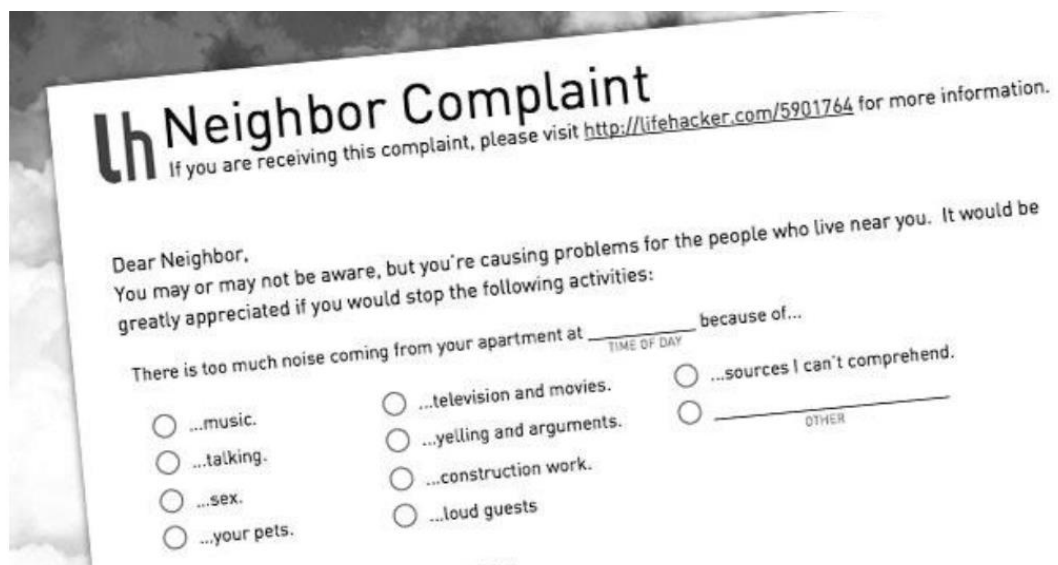 lh Neighbor Complaint
If you are receiving this complaint, please visit http://lifehacker.com/5901764 for more information.
Dear Neighbor,
You may or may not be aware, but you're causing problems for the people who live near you. It would be
greatly appreciated if you would stop the following activities:
There is too much noise coming from your apartment at ________ because of...
TIME OF DAY
...music.
...talking.
...sex.
...your pets.
...television and movies.
...yelling and arguments.
...construction work.
...loud guests
...sources I can't comprehend.
OTHER